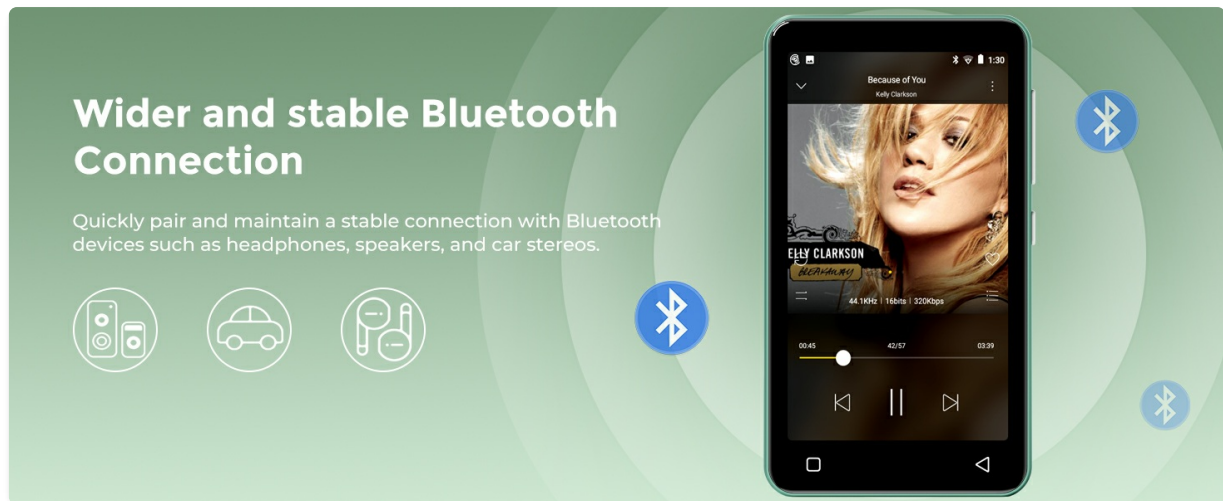 Wider and stable Bluetooth
Connection
Quickly pair and maintain a stable connection with Bluetooth
devices such as headphones, speakers, and car stereos.
1:30
Because of You
Kelly Clarkson
ELLY CLARKSON
BREAKAWAY
44.1KHz | 16bits | 320Kbps
00:45 42/57 03:39